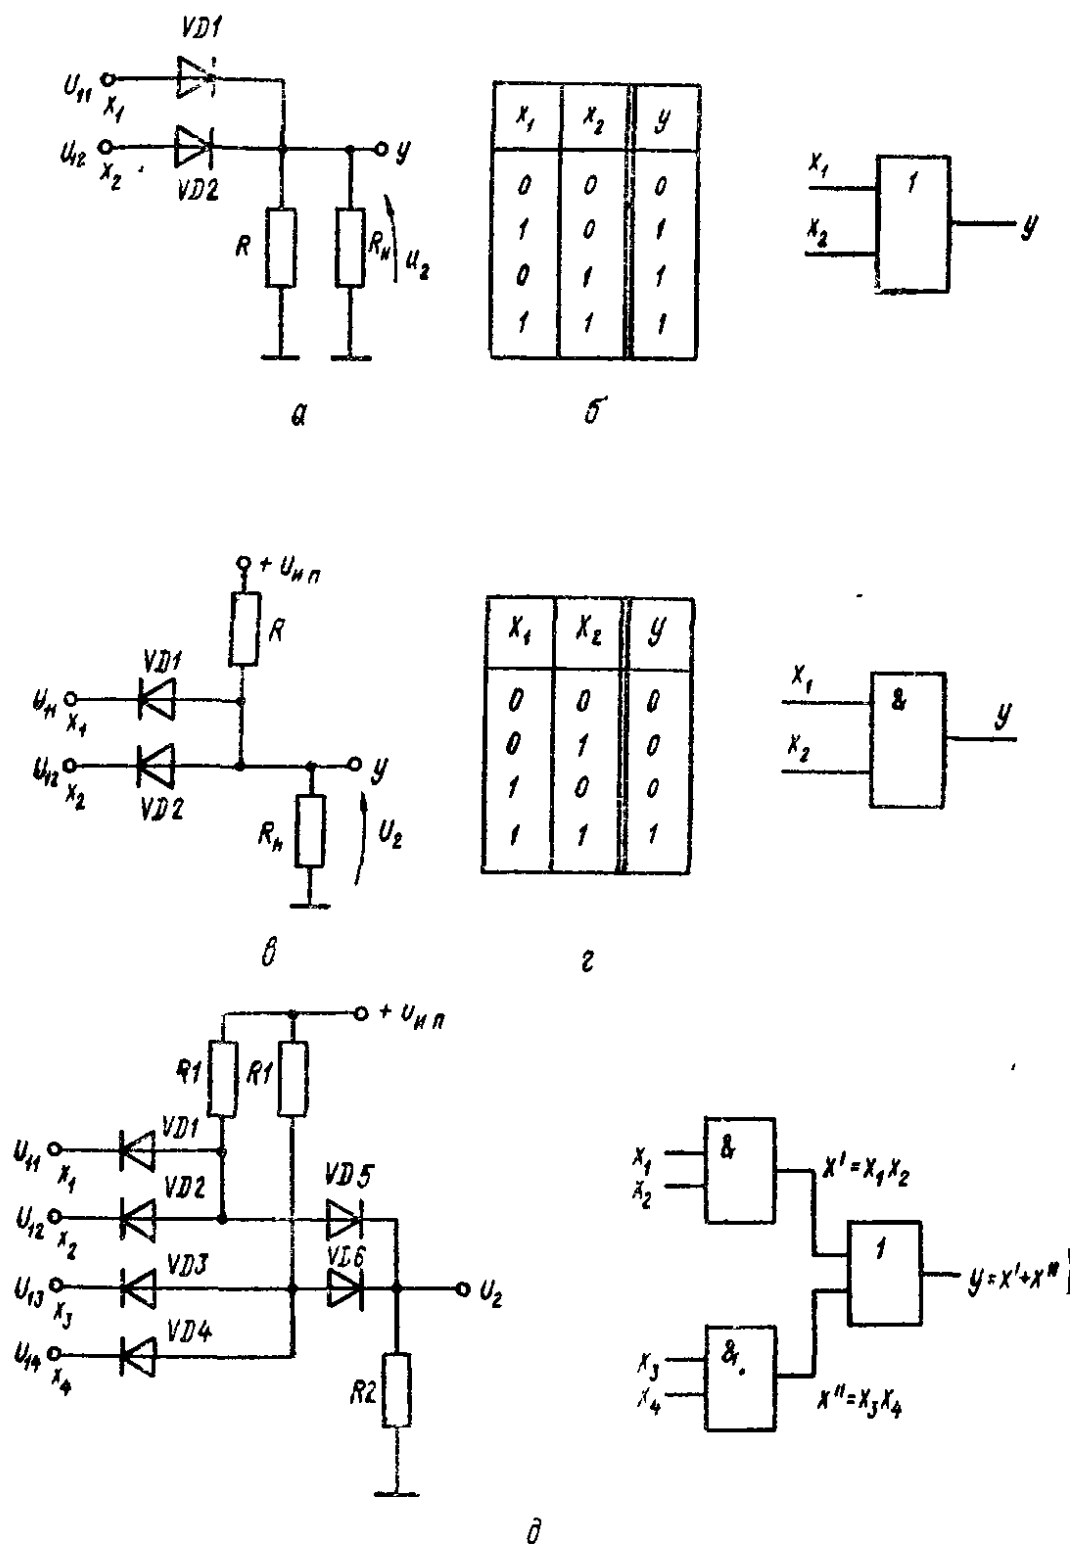 VD1
U₁₁
X₁
U₁₂
X₂
VD2
y
R
Rн
U₂
а
X₁ X₂ y
0 0 0
1 0 1
0 1 1
1 1 1
б
X₁
X₂
1
y
+ Uип
R
VD1
U₁₁
X₁
U₁₂
X₂
VD2
y
Rн
U₂
в
X₁ X₂ y
0 0 0
0 1 0
1 0 0
1 1 1
г
X₁
X₂
&
y
+ Uип
R1 R1
VD1
U₁₁
X₁
VD2
VD5
U₁₂
X₂
VD3
VD6
U₁₃
X₃
U₂
VD4
U₁₄
X₄
R2
X₁
X₂
&
X'=X₁X₂
1
y=X'+X"
X₃
X₄
&
X"=X₃X₄
д